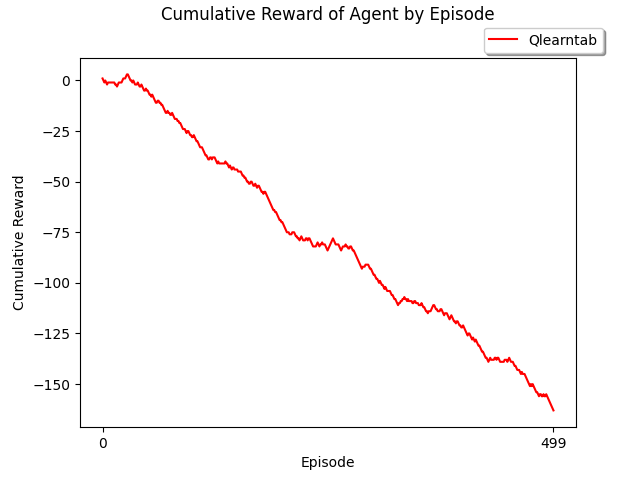 Cumulative Reward of Agent by Episode
Qlearntab
0
−25
−50
−75
−100
−125
−150
Cumulative Reward
0 499
Episode